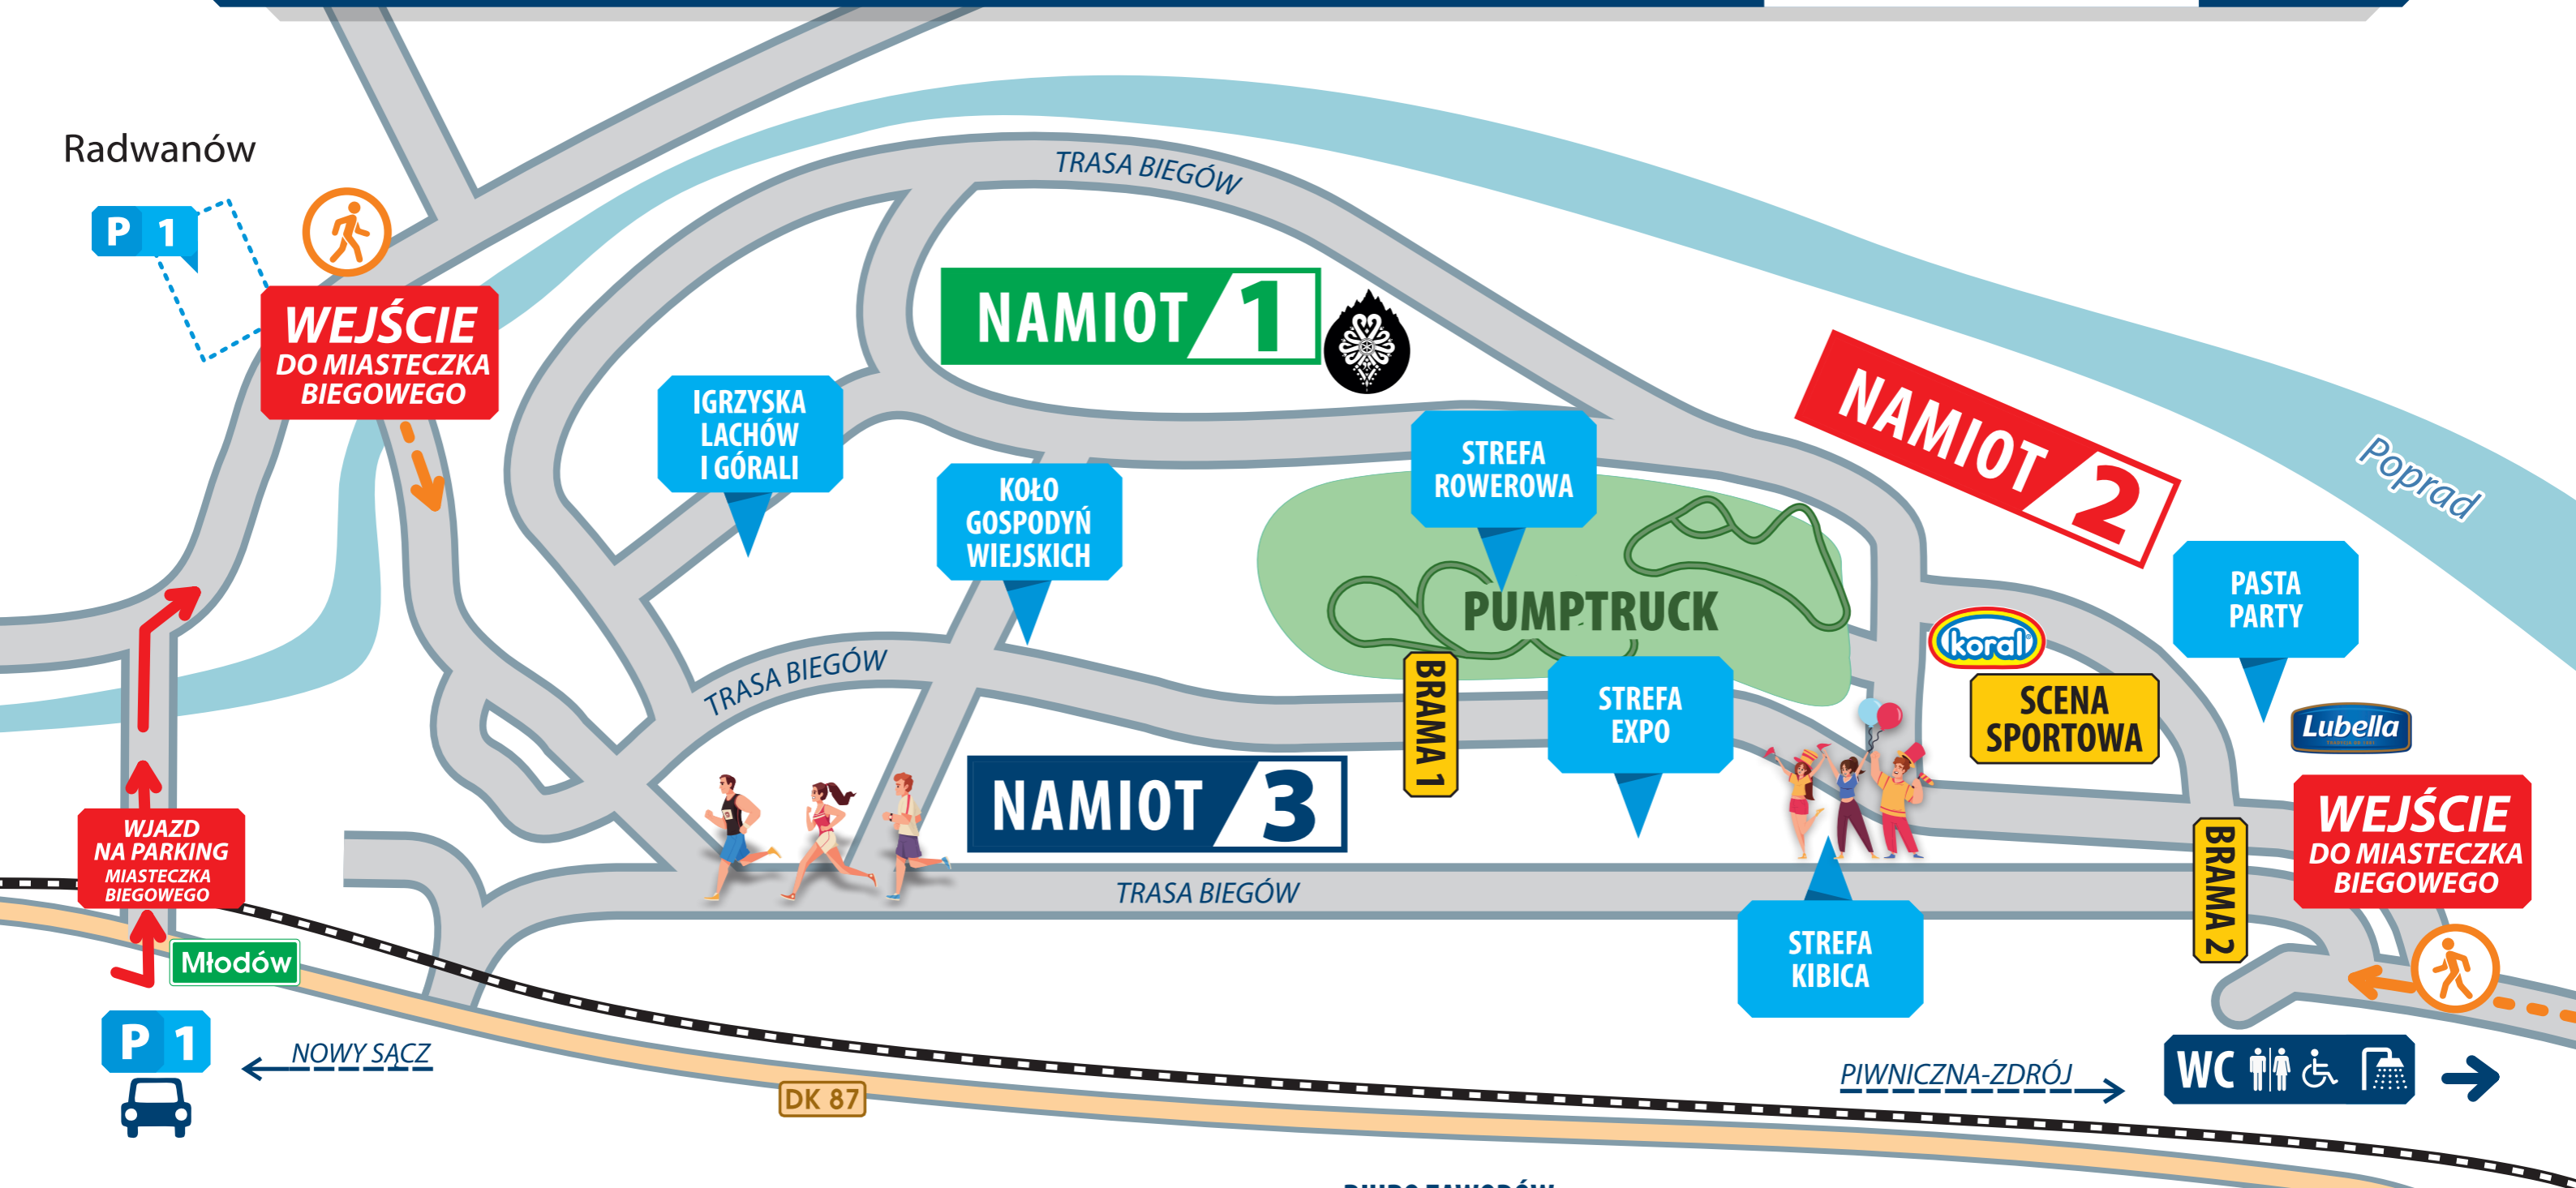 Radwanów
P 1
WEJŚCIE
DO MIASTECZKA
BIEGOWEGO
TRASA BIEGÓW
NAMIOT 1
IGRZYSKA
LACHÓW
I GÓRALI
KOŁO
GOSPODYŃ
WIEJSKICH
STREFA
ROWEROWA
PUMPTRUCK
NAMIOT 2
Poprad
PASTA
PARTY
koral
SCENA
SPORTOWA
Lubella
TRASA BIEGÓW
BRAMA 1
STREFA
EXPO
NAMIOT 3
WJAZD
NA PARKING
MIASTECZKA
BIEGOWEGO
WEJŚCIE
DO MIASTECZKA
BIEGOWEGO
BRAMA 2
TRASA BIEGÓW
STREFA
KIBICA
Młodów
P 1
NOWY SĄCZ
DK 87
PIWNICZNA-ZDRÓJ
WC
BIURO ZAWODÓW